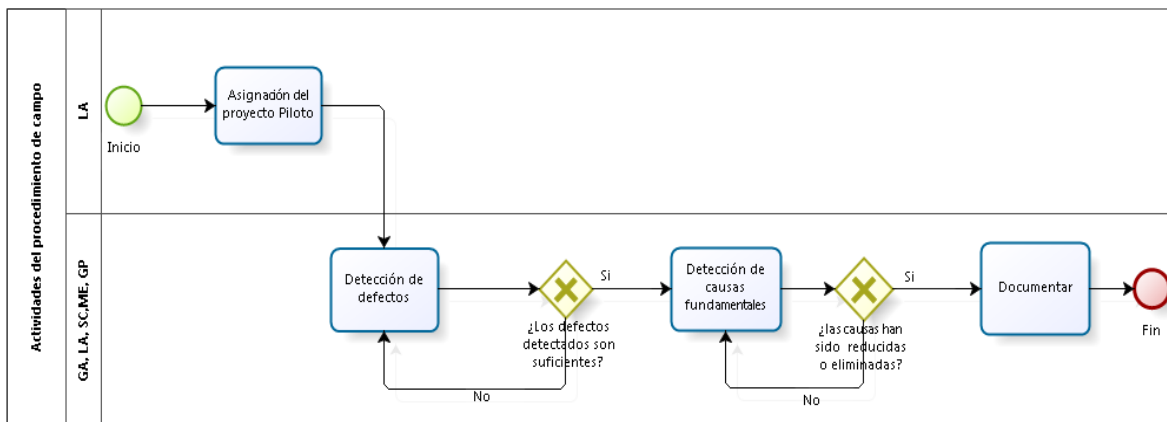 Actividades del procedimiento de campo
LA
Inicio
Asignación del
proyecto Piloto
GA, LA, SC,ME, GP
Detección de
defectos
Si
¿Los defectos
detectados son
suficientes?
No
Detección de
causas
fundamentales
Si
¿las causas han
sido reducidas
o eliminadas?
No
Documentar
Fin